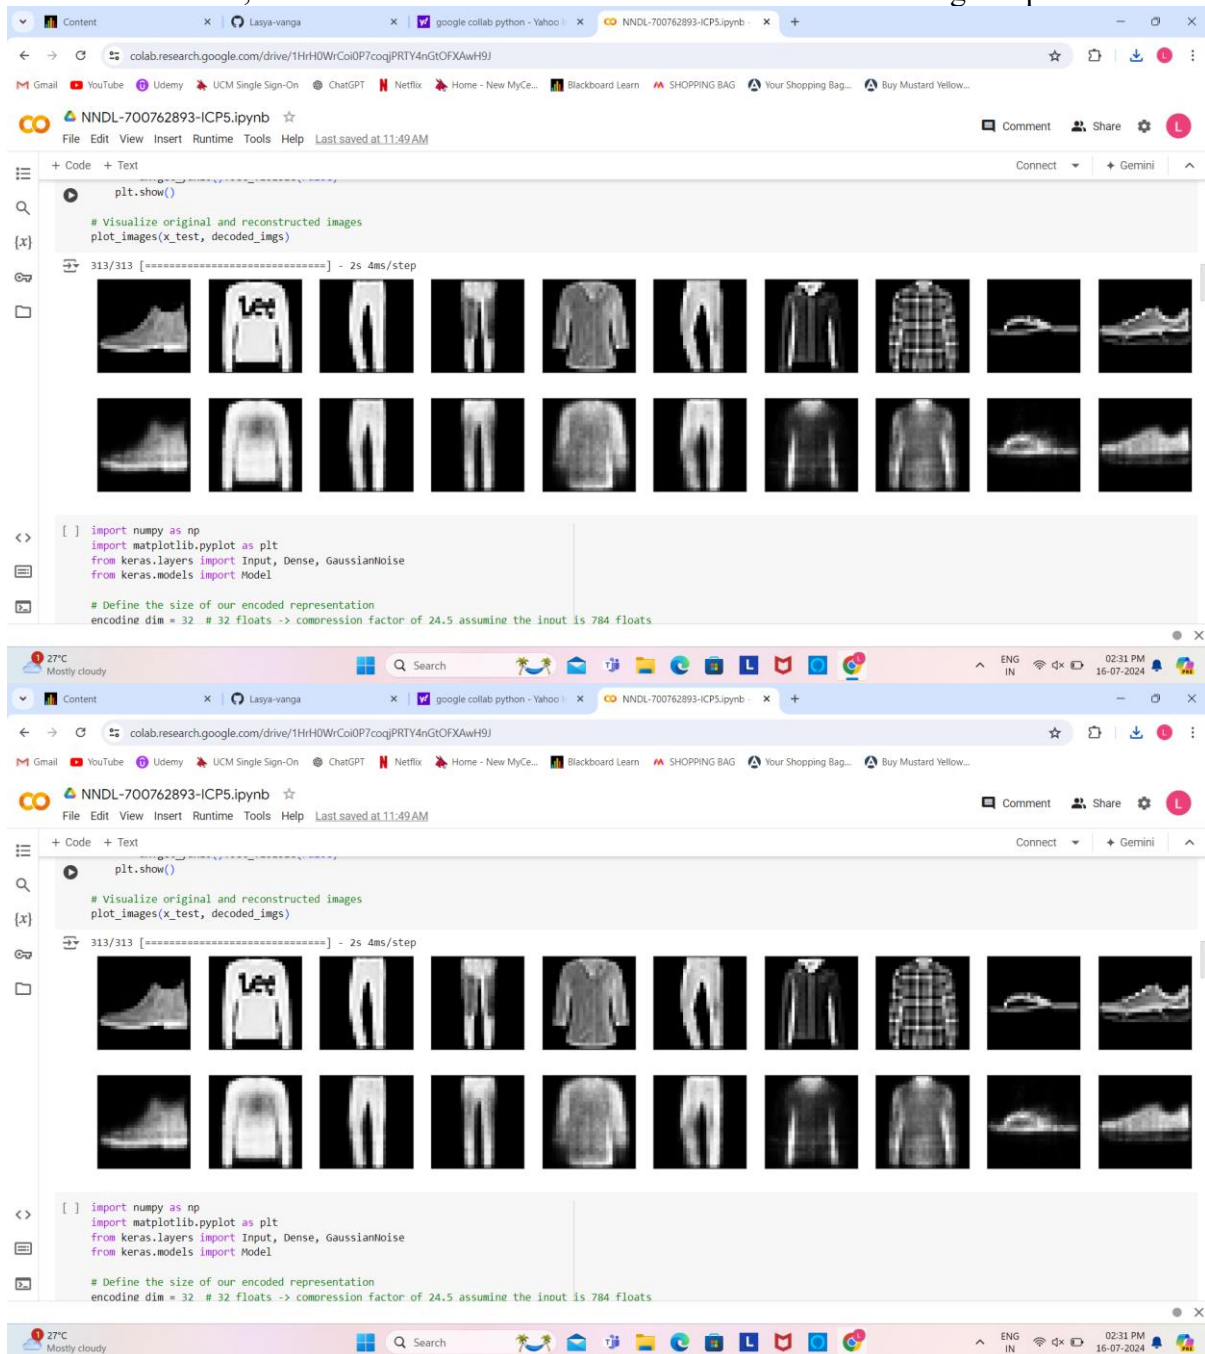 Content
Lasya-vanga
google collab python - Yahoo I
NNDL-700762893-ICP5.ipynb -
colab.research.google.com/drive/1HrH0WrCoi0P7coqjPRTY4nGtOFXAwH9J
Gmail YouTube Udemy UCM Single Sign-On ChatGPT Netflix Home - New MyCe... Blackboard Learn SHOPPING BAG Your Shopping Bag... Buy Mustard Yellow...
NNDL-700762893-ICP5.ipynb
Comment Share L
File Edit View Insert Runtime Tools Help Last saved at 11:49 AM
+ Code + Text
Connect Gemini
plt.show()
# Visualize original and reconstructed images
plot_images(x_test, decoded_imgs)
313/313 [==============================] - 2s 4ms/step
Lee
[ ] import numpy as np
import matplotlib.pyplot as plt
from keras.layers import Input, Dense, GaussianNoise
from keras.models import Model
# Define the size of our encoded representation
encoding_dim = 32 # 32 floats -> compression factor of 24.5 assuming the input is 784 floats
1 27°C
Mostly cloudy
Search
ENG
IN
02:31 PM
16-07-2024
Content
Lasya-vanga
google collab python - Yahoo I
NNDL-700762893-ICP5.ipynb -
colab.research.google.com/drive/1HrH0WrCoi0P7coqjPRTY4nGtOFXAwH9J
Gmail YouTube Udemy UCM Single Sign-On ChatGPT Netflix Home - New MyCe... Blackboard Learn SHOPPING BAG Your Shopping Bag... Buy Mustard Yellow...
NNDL-700762893-ICP5.ipynb
Comment Share L
File Edit View Insert Runtime Tools Help Last saved at 11:49 AM
+ Code + Text
Connect Gemini
plt.show()
# Visualize original and reconstructed images
plot_images(x_test, decoded_imgs)
313/313 [==============================] - 2s 4ms/step
Lee
[ ] import numpy as np
import matplotlib.pyplot as plt
from keras.layers import Input, Dense, GaussianNoise
from keras.models import Model
# Define the size of our encoded representation
encoding_dim = 32 # 32 floats -> compression factor of 24.5 assuming the input is 784 floats
1 27°C
Mostly cloudy
Search
ENG
IN
02:31 PM
16-07-2024